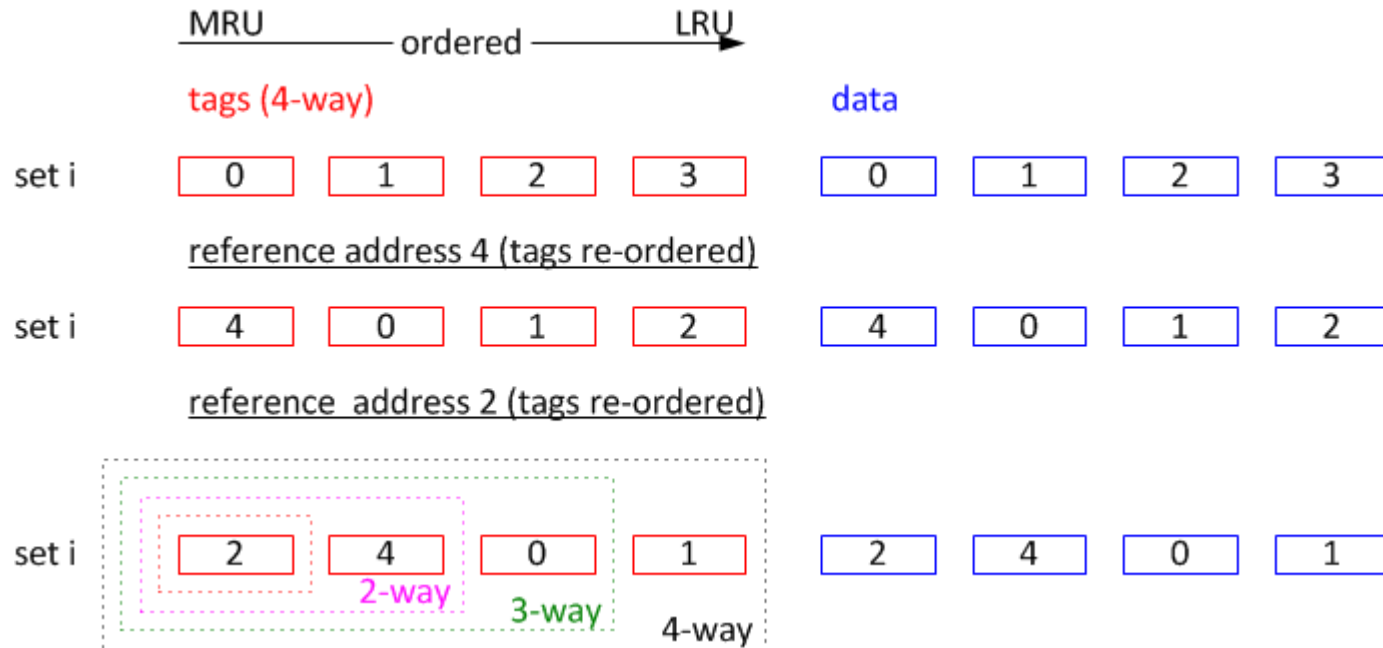 MRU ordered LRU
tags (4-way) data
set i 0 1 2 3 0 1 2 3
reference address 4 (tags re-ordered)
set i 4 0 1 2 4 0 1 2
reference address 2 (tags re-ordered)
set i 2 4 0 1 2 4 0 1
2-way
3-way
4-way